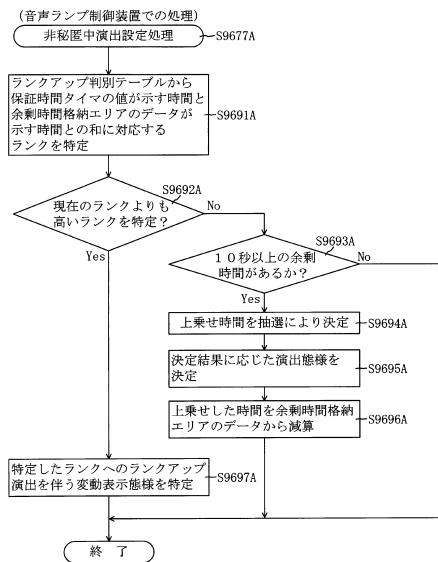 (音声ランプ制御装置での処理)
非秘匿中演出設定処理
S9677A
ランクアップ判別テーブルから
保証時間タイマの値が示す時間と
余剰時間格納エリアのデータが
示す時間との和に対応する
ランクを特定
S9691A
S9692A
現在のランクよりも
高いランクを特定?
No
Yes
S9693A
10秒以上の余剰
時間があるか?
No
Yes
上乗せ時間を抽選により決定
S9694A
決定結果に応じた演出態様を
決定
S9695A
上乗せした時間を余剰時間格納
エリアのデータから減算
S9696A
特定したランクへのランクアップ
演出を伴う変動表示態様を特定
S9697A
終了